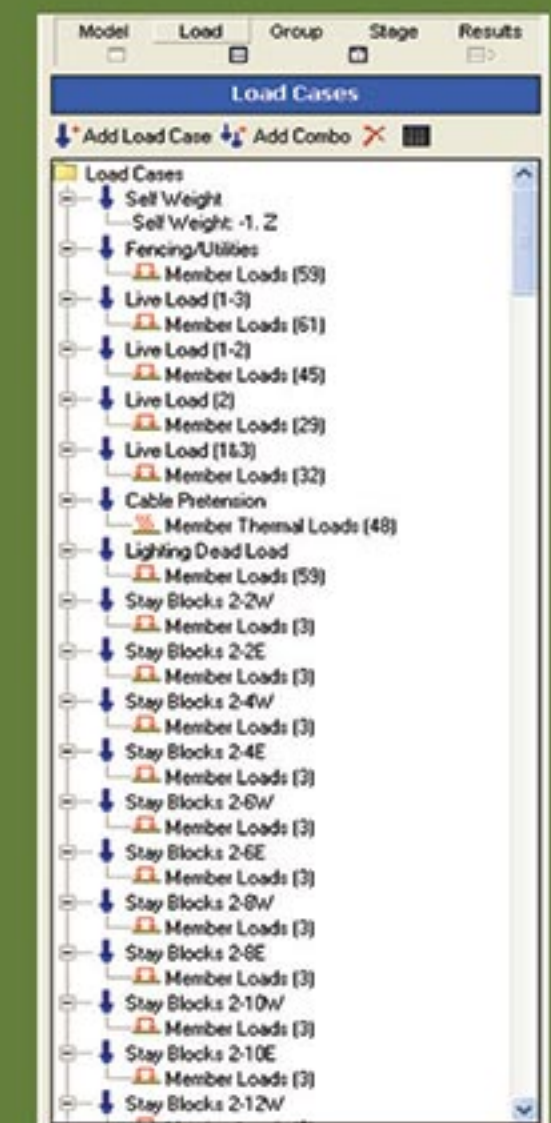 Model Load Group Stage Results
Load Cases
Add Load Case Add Combo
Load Cases
Self Weight
Self Weight: -1. Z
Fencing/Utilities
Member Loads (59)
Live Load (1-3)
Member Loads (61)
Live Load (1-2)
Member Loads (45)
Live Load (2)
Member Loads (29)
Live Load (1&3)
Member Loads (32)
Cable Pretension
Member Thermal Loads (48)
Lighting Dead Load
Member Loads (59)
Stay Blocks 2-2W
Member Loads (3)
Stay Blocks 2-2E
Member Loads (3)
Stay Blocks 2-4W
Member Loads (3)
Stay Blocks 2-4E
Member Loads (3)
Stay Blocks 2-6W
Member Loads (3)
Stay Blocks 2-6E
Member Loads (3)
Stay Blocks 2-8W
Member Loads (3)
Stay Blocks 2-8E
Member Loads (3)
Stay Blocks 2-10W
Member Loads (3)
Stay Blocks 2-10E
Member Loads (3)
Stay Blocks 2-12W